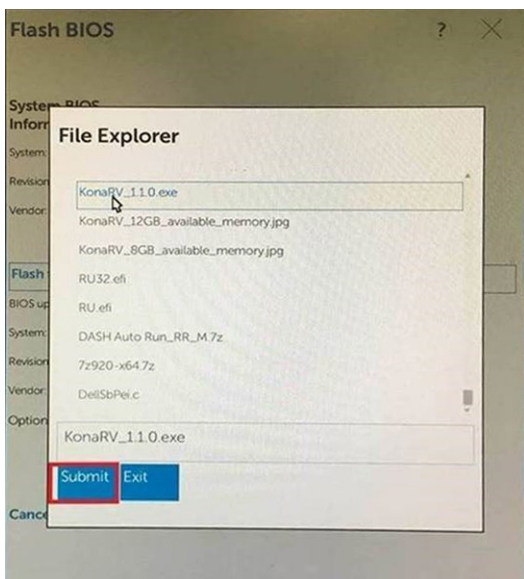 Flash BIOS
?
System BIOS
Inform
System:
Revision
Vendor:
Flash
BIOS up
System:
Revision
Vendor:
Option
Cance
File Explorer
KonaRV_1.1.0.exe
KonaRV_12GB_available_memory.jpg
KonaRV_8GB_available_memory.jpg
RU32.efi
RU.efi
DASH Auto Run_RR_M.7z
7z920-x64.7z
DellSbPei.c
KonaRV_1.1.0.exe
Submit Exit